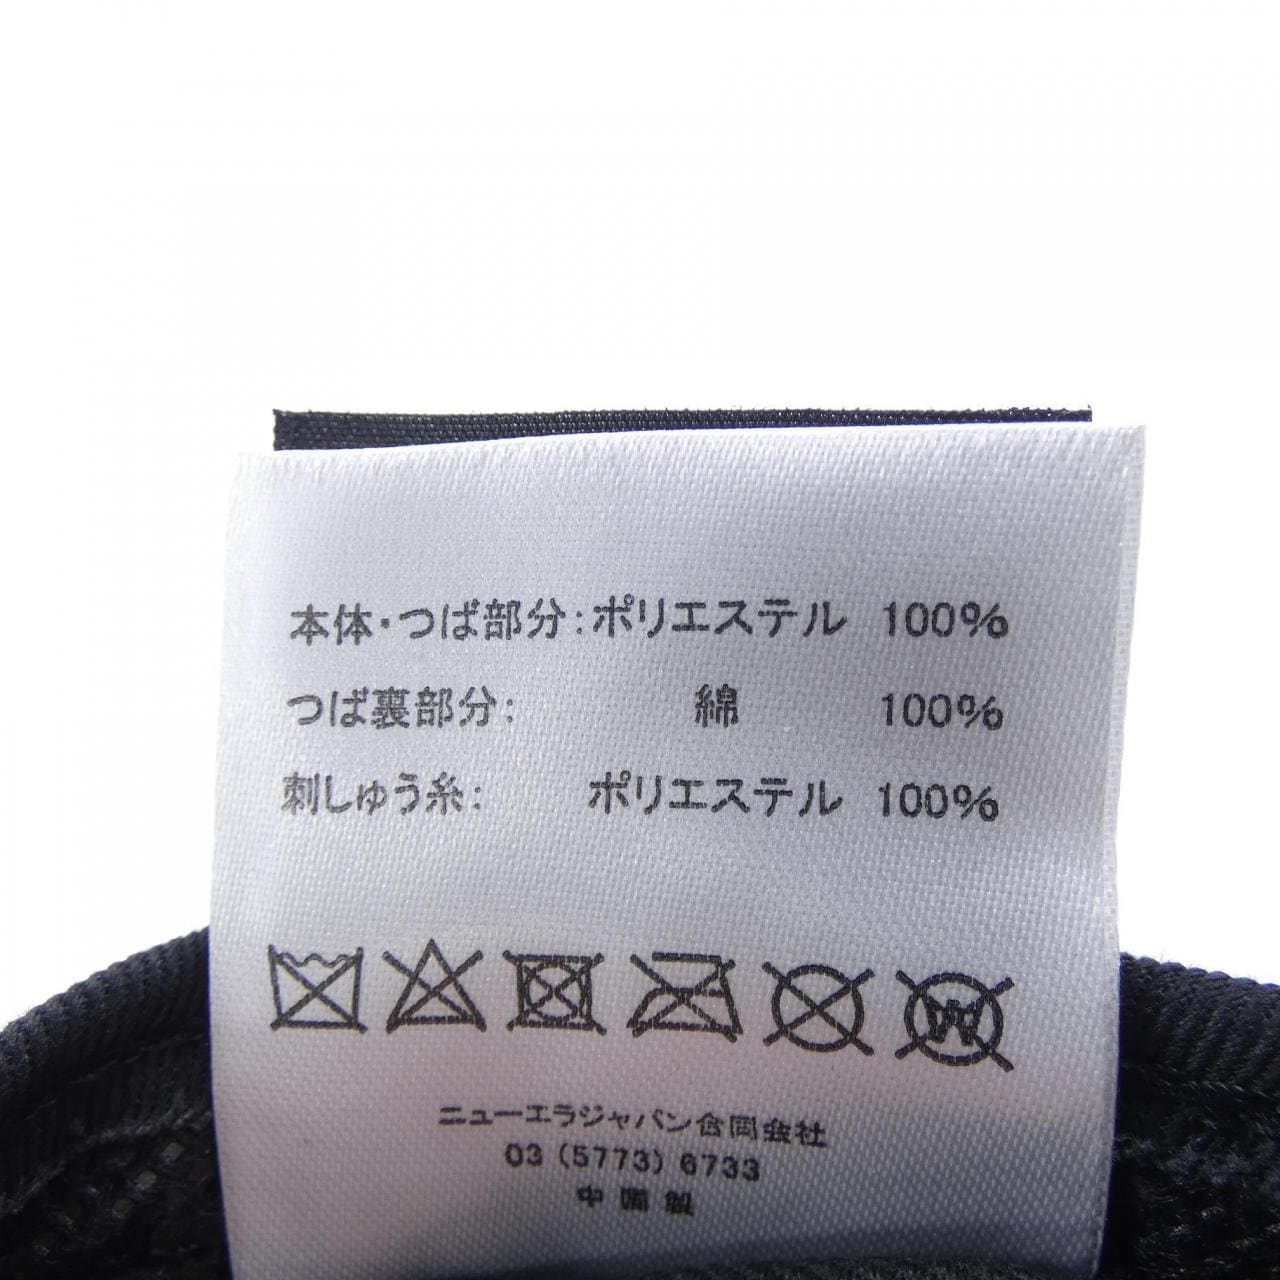 本体・つば部分:ポリエステル 100%
つば裏部分: 綿 100%
刺しゅう糸: ポリエステル 100%
ニューエラジャパン合同会社
03 (5773) 6733
中国製